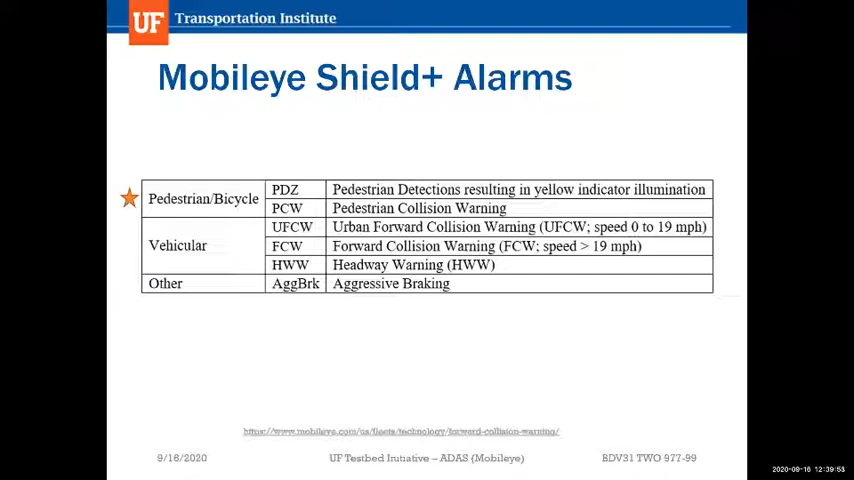 UF Transportation Institute
Mobileye Shield+ Alarms
Pedestrian/Bicycle PDZ Pedestrian Detections resulting in yellow indicator illumination
PCW Pedestrian Collision Warning
Vehicular UFCW Urban Forward Collision Warning (UFCW; speed 0 to 19 mph)
FCW Forward Collision Warning (FCW; speed > 19 mph)
HWW Headway Warning (HWW)
Other AggBrk Aggressive Braking
https://www.mobileye.com/us/fleets/technology/forward-collision-warning/
9/16/2020 UF Testbed Initiative – ADAS (Mobileye) BDV31 TWO 977-99
2020-09-16 12:39:53